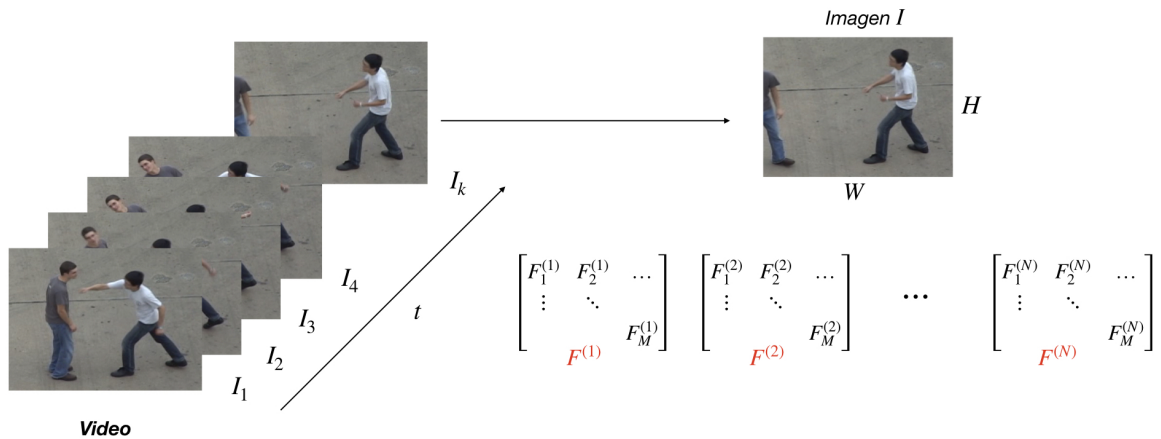 Imagen I
H
W
I_k
I_4
I_3
I_2
I_1
t
Video
F_1^{(1)} F_2^{(1)} …
⋮ ⋱
F_M^{(1)}
F^{(1)}
F_1^{(2)} F_2^{(2)} …
⋮ ⋱
F_M^{(2)}
F^{(2)}
…
F_1^{(N)} F_2^{(N)} …
⋮ ⋱
F_M^{(N)}
F^{(N)}